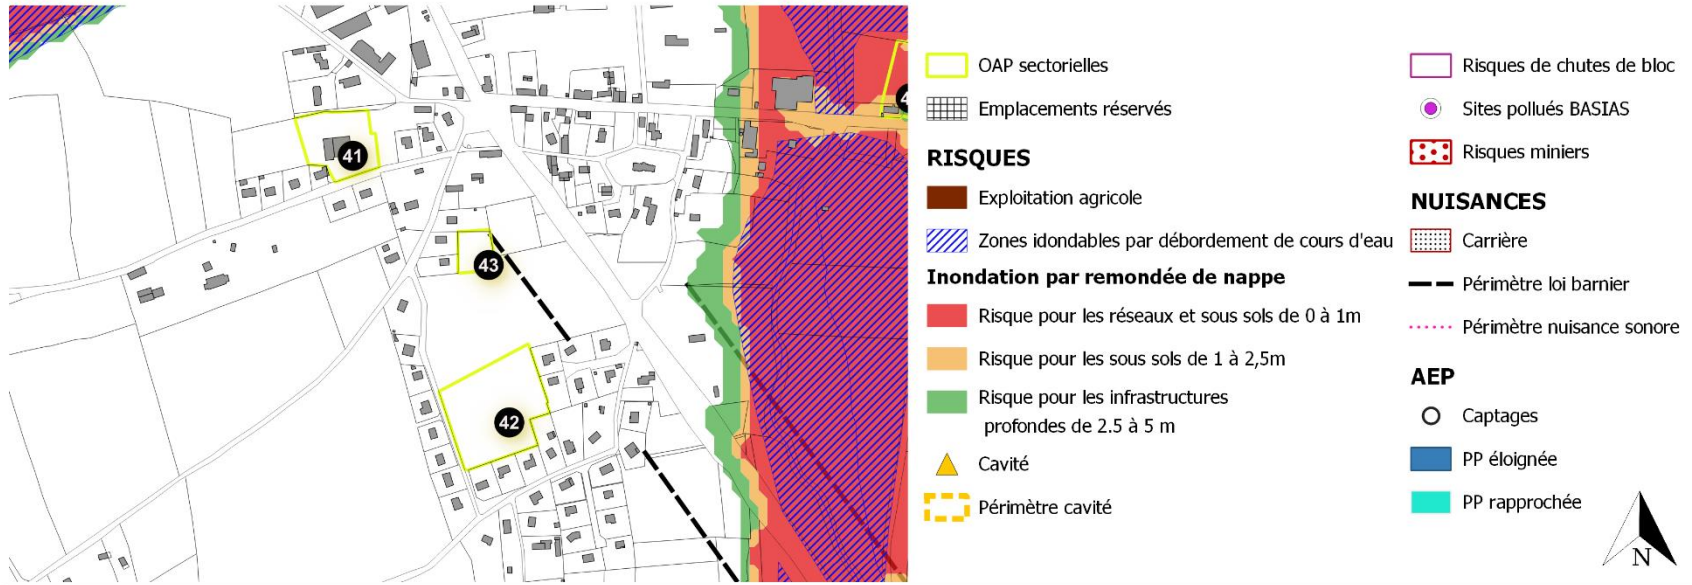 41
43
42
4
OAP sectorielles
Emplacements réservés
RISQUES
Exploitation agricole
Zones idondables par débordement de cours d'eau
Inondation par remondée de nappe
Risque pour les réseaux et sous sols de 0 à 1m
Risque pour les sous sols de 1 à 2,5m
Risque pour les infrastructures
profondes de 2.5 à 5 m
Cavité
Périmètre cavité
Risques de chutes de bloc
Sites pollués BASIAS
Risques miniers
NUISANCES
Carrière
Périmètre loi barnier
Périmètre nuisance sonore
AEP
Captages
PP éloignée
PP rapprochée
N